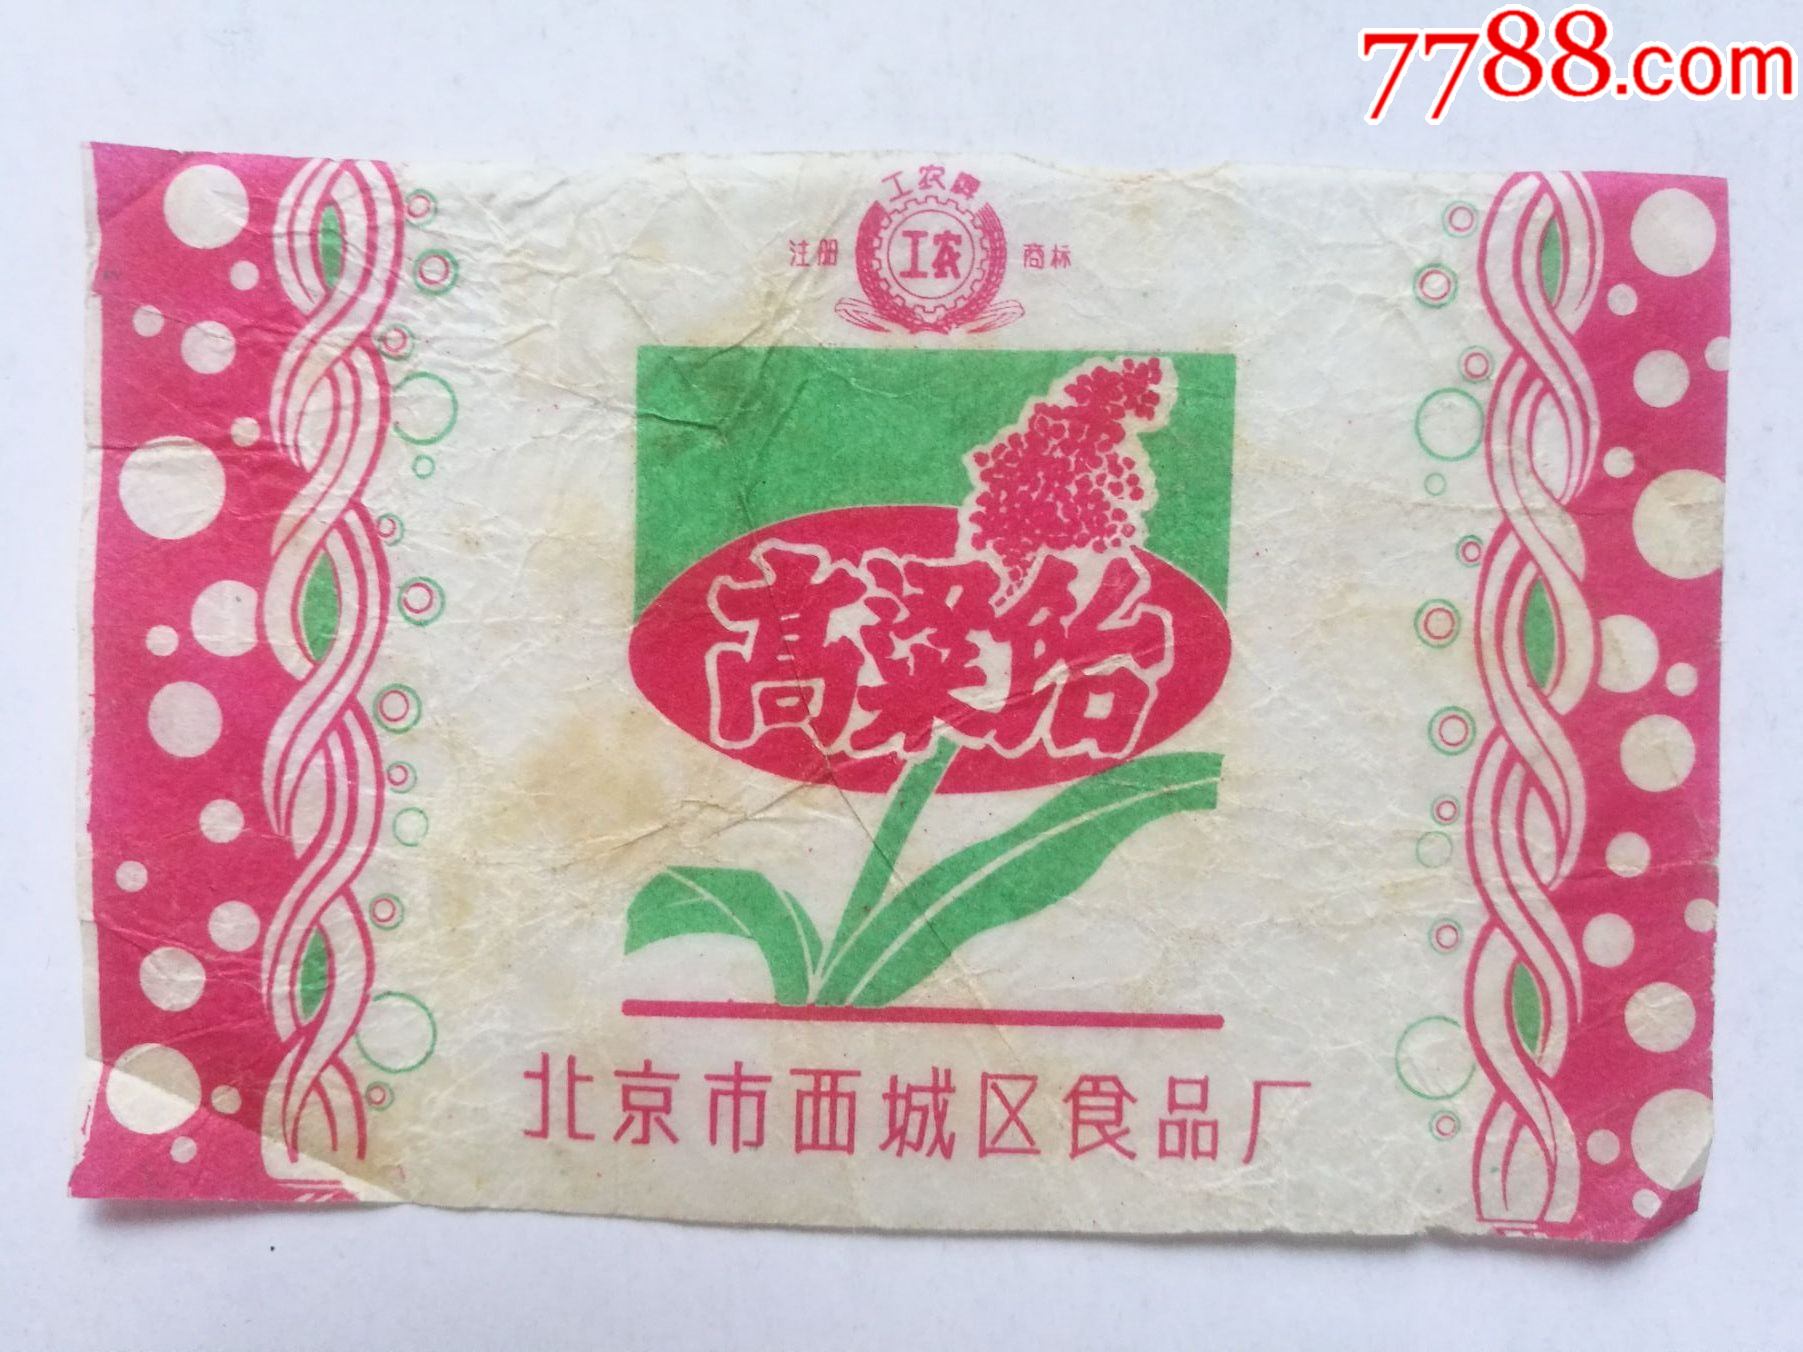 7788.com
工农牌
注册 工农 商标
高粱饴
北京市西城区食品厂